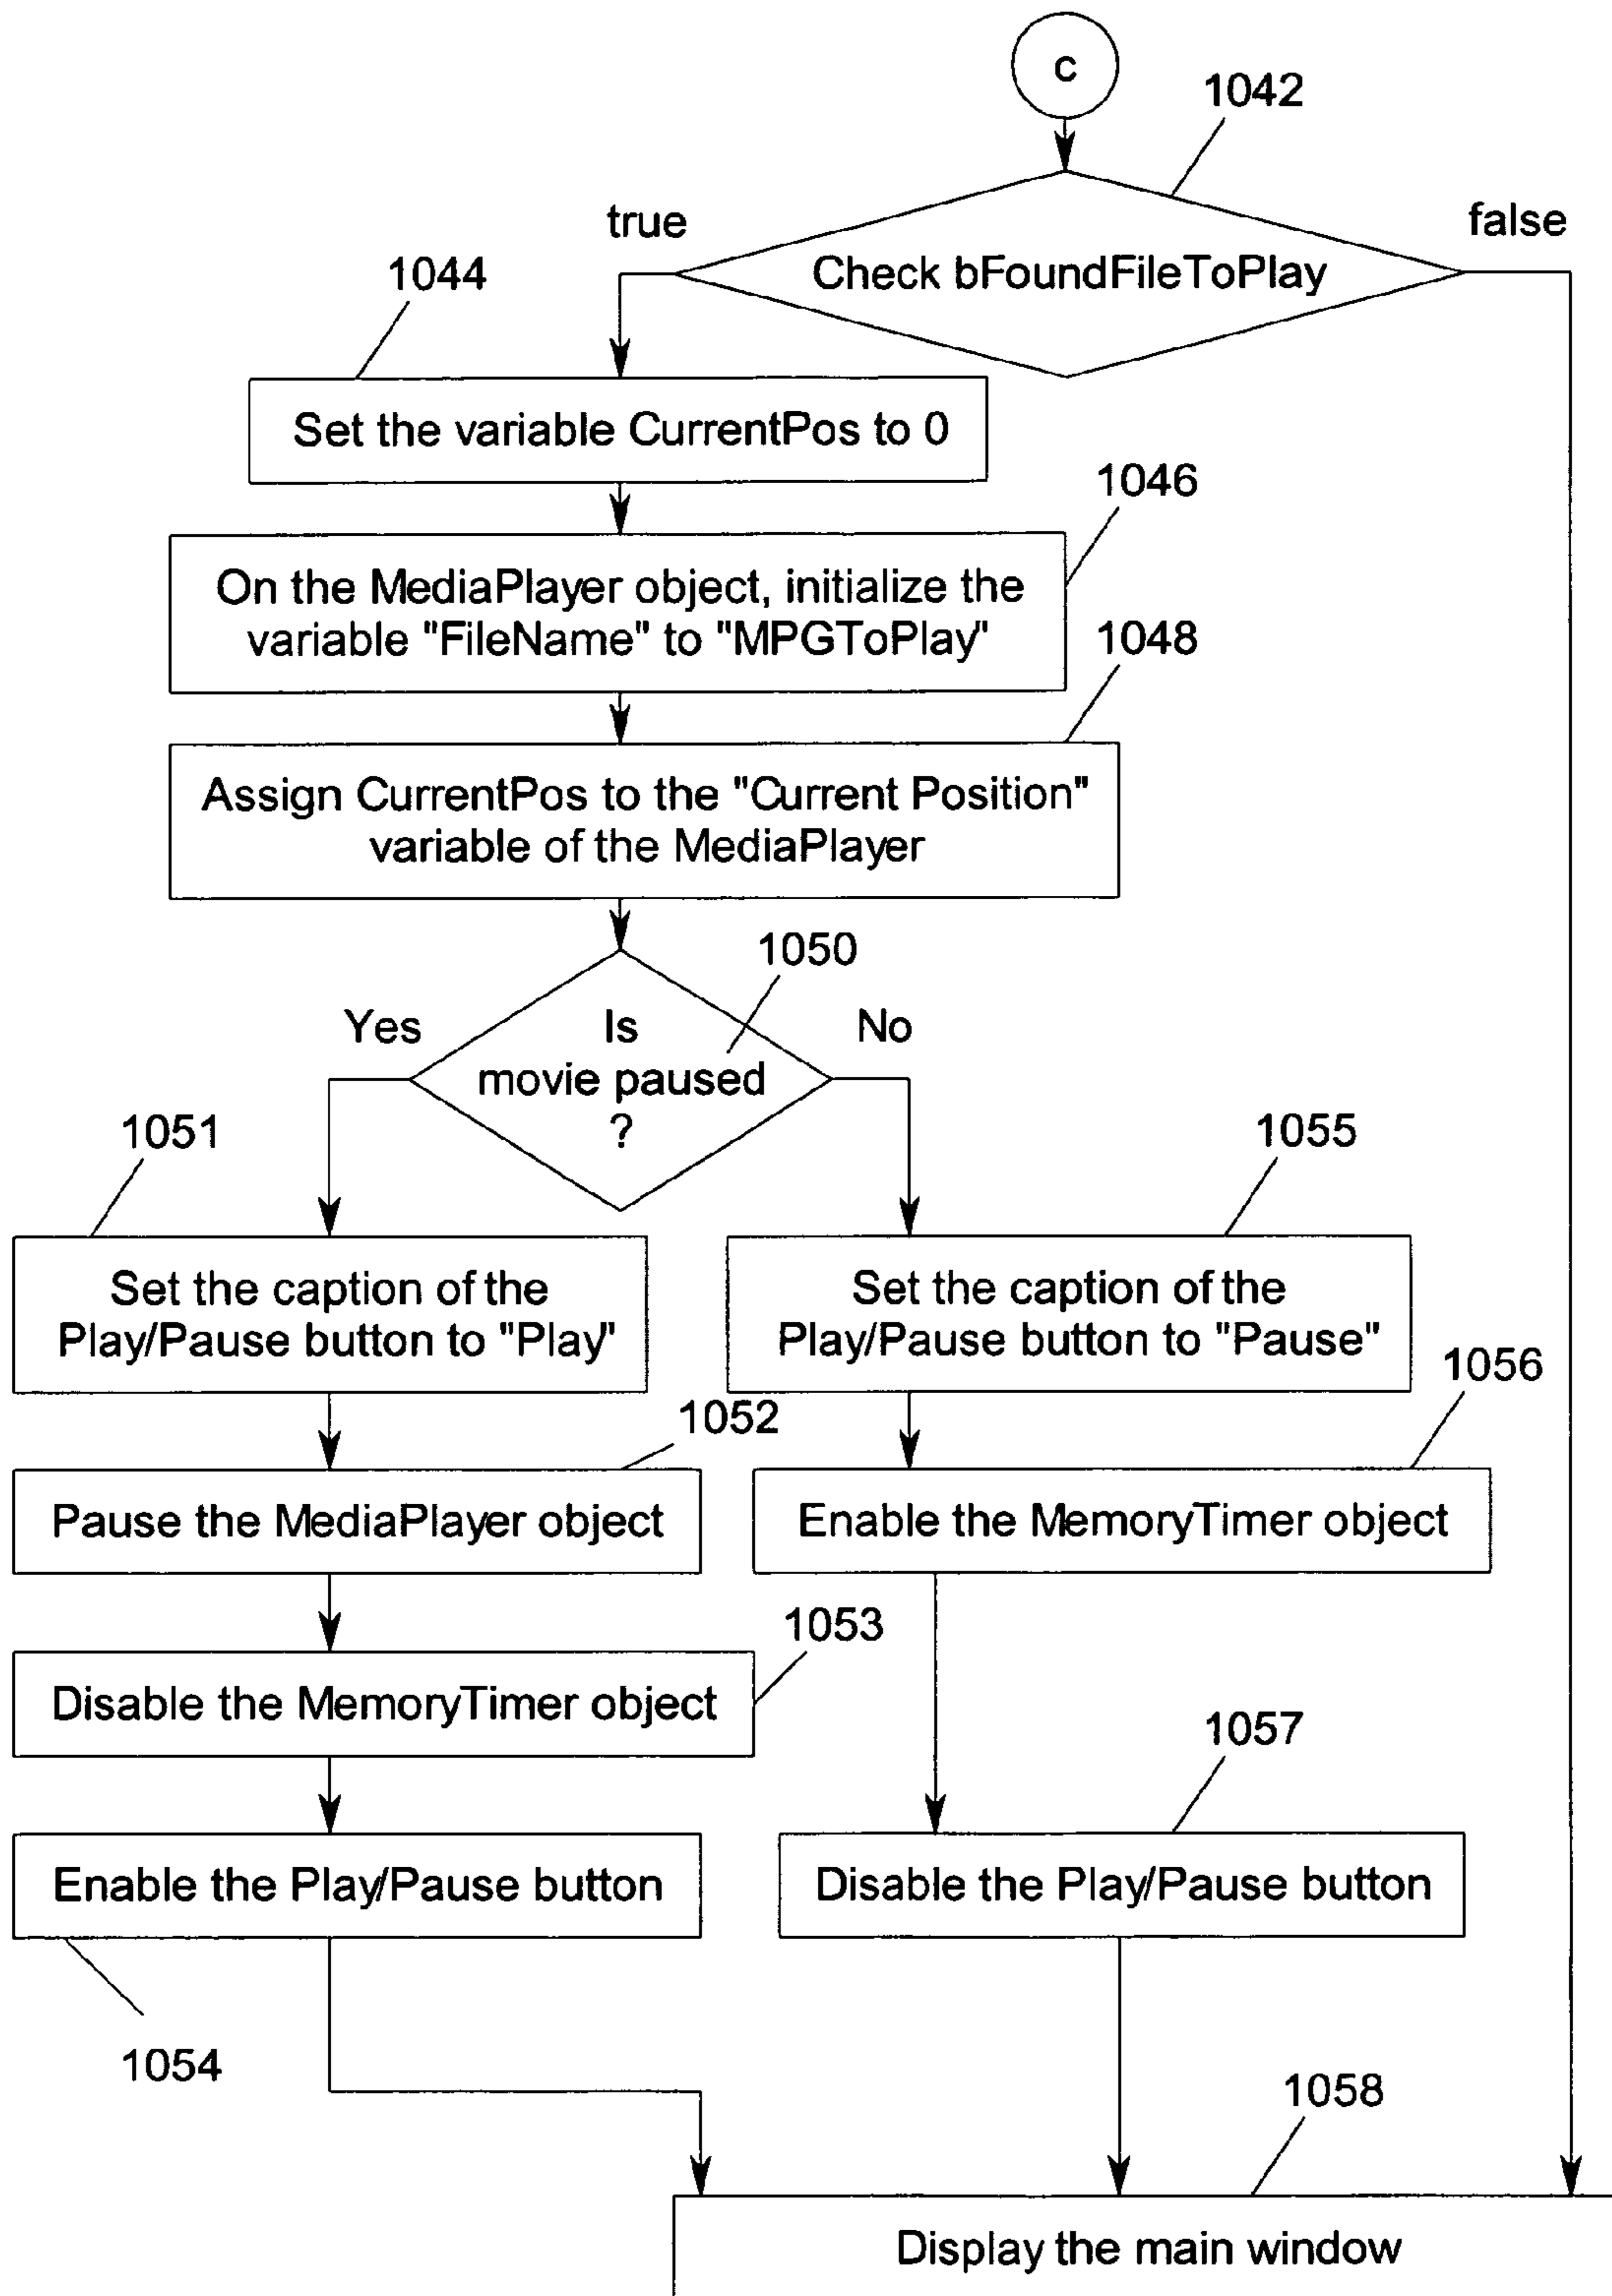 c
1042
true
false
Check bFoundFileToPlay
1044
Set the variable CurrentPos to 0
1046
On the MediaPlayer object, initialize the
variable "FileName" to "MPGToPlay"
1048
Assign CurrentPos to the "Current Position"
variable of the MediaPlayer
1050
Yes
Is
No
movie paused
?
1051
1055
Set the caption of the
Play/Pause button to "Play"
Set the caption of the
Play/Pause button to "Pause"
1056
1052
Pause the MediaPlayer object
Enable the MemoryTimer object
1053
Disable the MemoryTimer object
1057
Enable the Play/Pause button
Disable the Play/Pause button
1054
1058
Display the main window